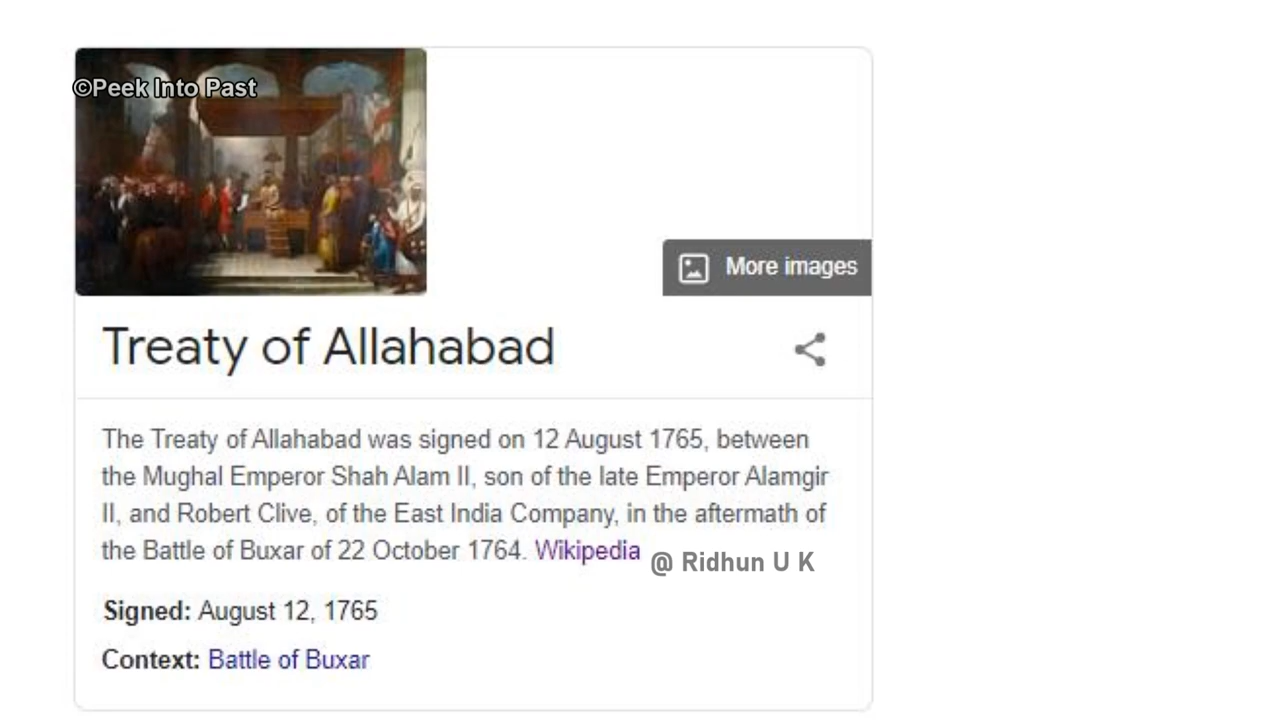 ©Peek Into Past
More images
Treaty of Allahabad
The Treaty of Allahabad was signed on 12 August 1765, between
the Mughal Emperor Shah Alam II, son of the late Emperor Alamgir
II, and Robert Clive, of the East India Company, in the aftermath of
the Battle of Buxar of 22 October 1764. Wikipedia
@ Ridhun U K
Signed: August 12, 1765
Context: Battle of Buxar